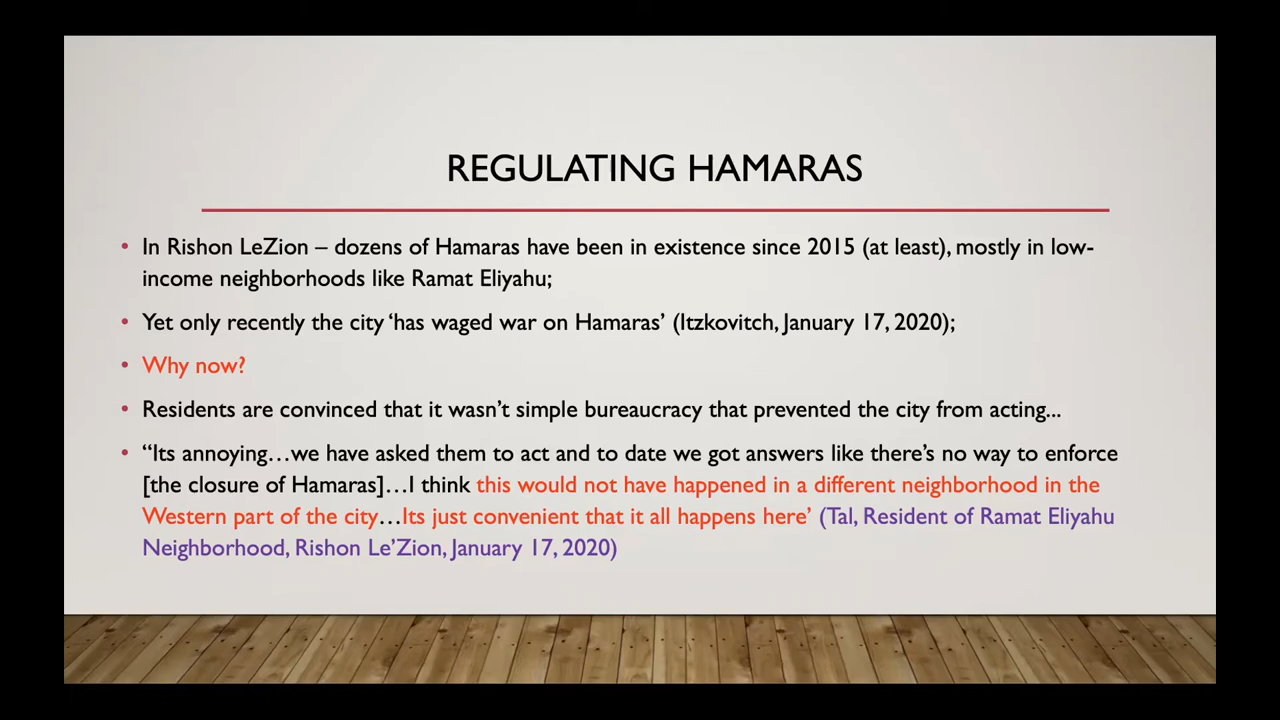 REGULATING HAMARAS
• In Rishon LeZion – dozens of Hamaras have been in existence since 2015 (at least), mostly in low-
income neighborhoods like Ramat Eliyahu;
• Yet only recently the city ‘has waged war on Hamaras’ (Itzkovitch, January 17, 2020);
• Why now?
• Residents are convinced that it wasn’t simple bureaucracy that prevented the city from acting...
• “Its annoying…we have asked them to act and to date we got answers like there’s no way to enforce
[the closure of Hamaras]…I think this would not have happened in a different neighborhood in the
Western part of the city…Its just convenient that it all happens here’ (Tal, Resident of Ramat Eliyahu
Neighborhood, Rishon Le’Zion, January 17, 2020)